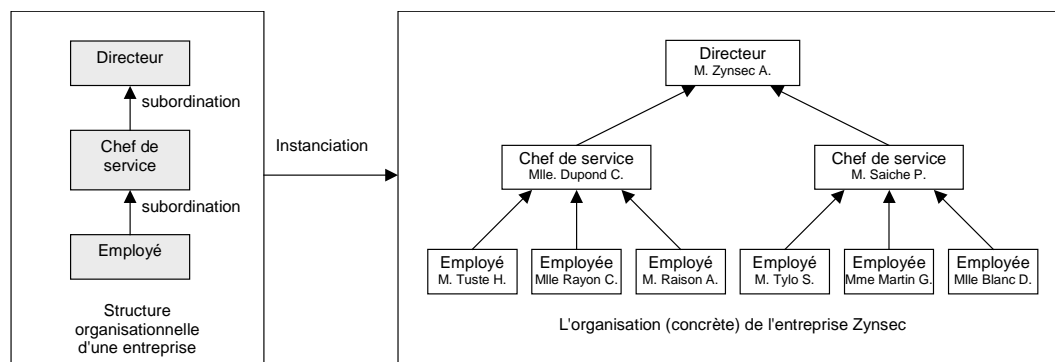 Directeur
subordination
Chef de
service
subordination
Employé
Structure
organisationnelle
d'une entreprise
Instanciation
Directeur
M. Zynsec A.
Chef de service
Mlle. Dupond C.
Chef de service
M. Saiche P.
Employé
M. Tuste H.
Employée
Mlle Rayon C.
Employé
M. Raison A.
Employé
M. Tylo S.
Employée
Mme Martin G.
Employée
Mlle Blanc D.
L'organisation (concrète) de l'entreprise Zynsec